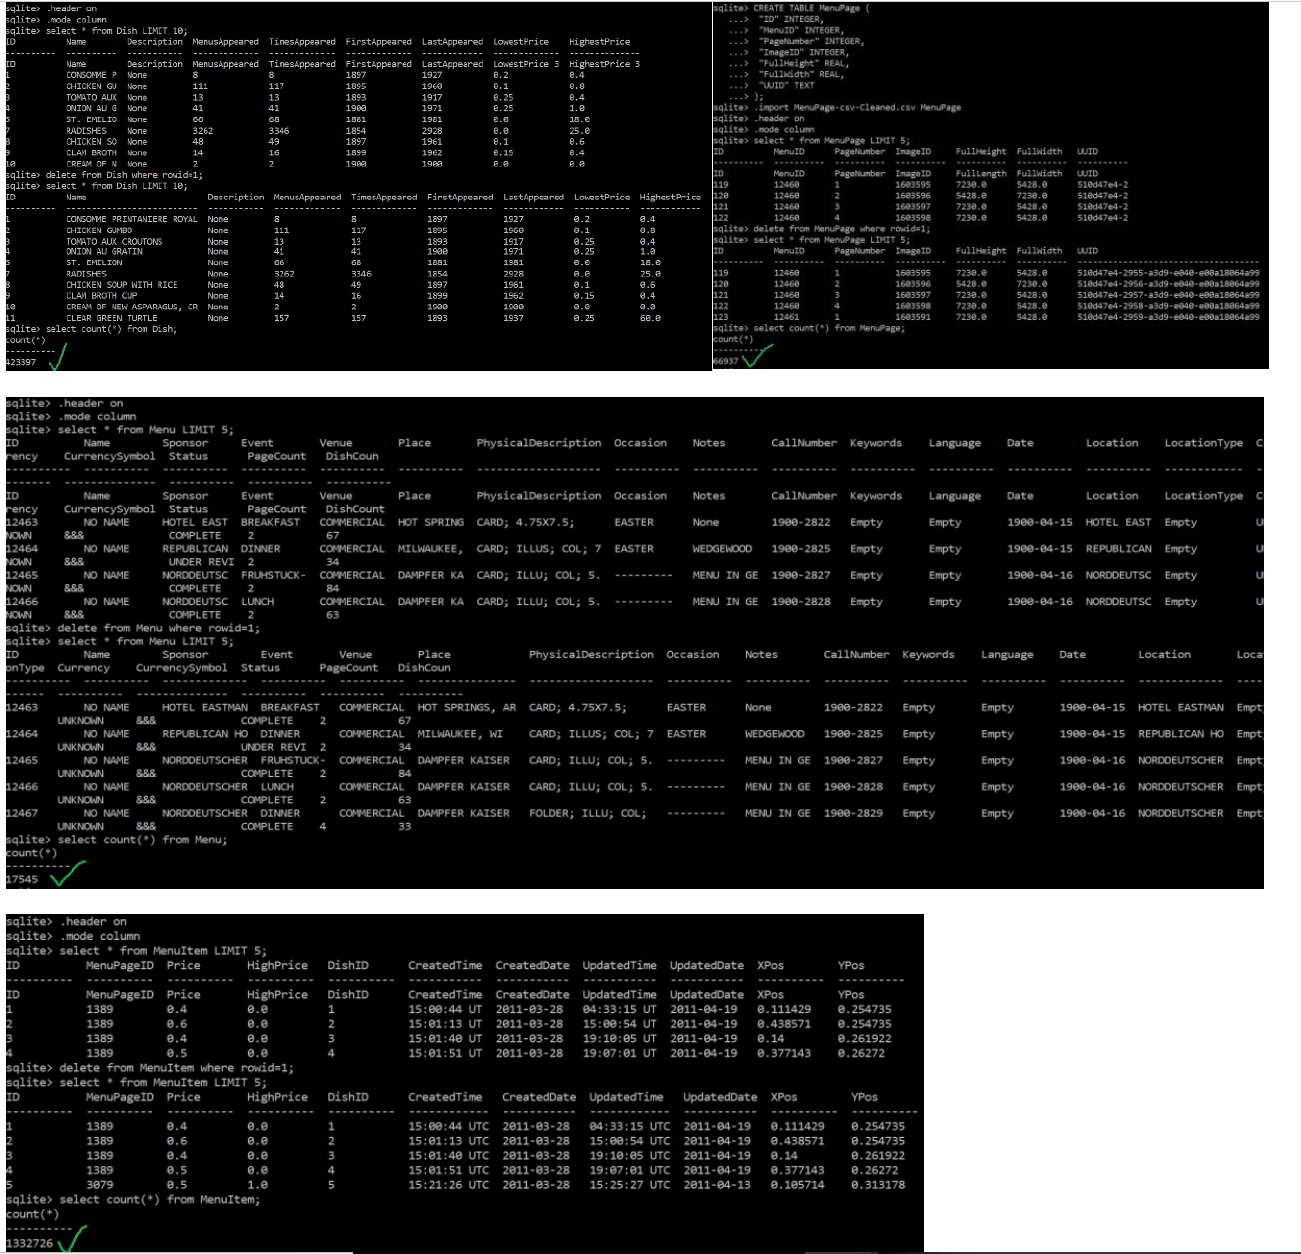 sqlite> .header on
sqlite> .mode column
sqlite> select * from Dish LIMIT 10;
ID Name Description MenusAppeared TimesAppeared FirstAppeared LastAppeared LowestPrice HighestPrice
---------- ---------- ----------- ------------- ------------- ------------- ------------ ----------- ------------
ID Name Description MenusAppeared TimesAppeared FirstAppeared LastAppeared LowestPrice 3 HighestPrice 3
1 CONSOMME P None 8 8 1897 1927 0.2 0.4
2 CHICKEN GU None 111 117 1895 1960 0.1 0.8
3 TOMATO AUX None 13 13 1893 1917 0.25 0.4
4 ONION AU G None 41 41 1900 1971 0.25 1.0
5 ST. EMILIO None 66 68 1881 1981 0.0 18.0
7 RADISHES None 3262 3346 1854 2928 0.0 25.0
8 CHICKEN SO None 48 49 1897 1961 0.1 0.6
9 CLAM BROTH None 14 16 1899 1962 0.15 0.4
10 CREAM OF N None 2 2 1900 1900 0.0 0.0
sqlite> delete from Dish where rowid=1;
sqlite> select * from Dish LIMIT 10;
ID Name Description MenusAppeared TimesAppeared FirstAppeared LastAppeared LowestPrice HighestPrice
1 CONSOMME PRINTANIERE ROYAL None 8 8 1897 1927 0.2 0.4
2 CHICKEN GUMBO None 111 117 1895 1960 0.1 0.8
3 TOMATO AUX CROUTONS None 13 13 1893 1917 0.25 0.4
4 ONION AU GRATIN None 41 41 1900 1971 0.25 1.0
5 ST. EMILION None 66 68 1881 1981 0.0 18.0
7 RADISHES None 3262 3346 1854 2928 0.0 25.0
8 CHICKEN SOUP WITH RICE None 48 49 1897 1961 0.1 0.6
9 CLAM BROTH CUP None 14 16 1899 1962 0.15 0.4
10 CREAM OF NEW ASPARAGUS, CR None 2 2 1900 1900 0.0 0.0
11 CLEAR GREEN TURTLE None 157 157 1893 1937 0.25 60.0
sqlite> select count(*) from Dish;
count(*)
----------
423397
sqlite> CREATE TABLE MenuPage (
...> "ID" INTEGER,
...> "MenuID" INTEGER,
...> "PageNumber" INTEGER,
...> "ImageID" INTEGER,
...> "FullHeight" REAL,
...> "FullWidth" REAL,
...> "UUID" TEXT
...> );
sqlite> .import MenuPage-csv-Cleaned.csv MenuPage
sqlite> .header on
sqlite> .mode column
sqlite> select * from MenuPage LIMIT 5;
ID MenuID PageNumber ImageID FullHeight FullWidth UUID
---------- ---------- ---------- ---------- ---------- ---------- ----------
ID MenuID PageNumber ImageID FullLength FullWidth UUID
119 12460 1 1603595 7230.0 5428.0 510d47e4-2
120 12460 2 1603596 5428.0 7230.0 510d47e4-2
121 12460 3 1603597 7230.0 5428.0 510d47e4-2
122 12460 4 1603598 7230.0 5428.0 510d47e4-2
sqlite> delete from MenuPage where rowid=1;
sqlite> select * from MenuPage LIMIT 5;
ID MenuID PageNumber ImageID FullHeight FullWidth UUID
119 12460 1 1603595 7230.0 5428.0 510d47e4-2955-a3d9-e040-e00a18064a99
120 12460 2 1603596 5428.0 7230.0 510d47e4-2956-a3d9-e040-e00a18064a99
121 12460 3 1603597 7230.0 5428.0 510d47e4-2957-a3d9-e040-e00a18064a99
122 12460 4 1603598 7230.0 5428.0 510d47e4-2958-a3d9-e040-e00a18064a99
123 12461 1 1603591 7230.0 5428.0 510d47e4-2959-a3d9-e040-e00a18064a99
sqlite> select count(*) from MenuPage;
count(*)
----------
66937
sqlite> .header on
sqlite> .mode column
sqlite> select * from Menu LIMIT 5;
ID Name Sponsor Event Venue Place PhysicalDescription Occasion Notes CallNumber Keywords Language Date Location LocationType C
rency CurrencySymbol Status PageCount DishCoun
ID Name Sponsor Event Venue Place PhysicalDescription Occasion Notes CallNumber Keywords Language Date Location LocationType C
rency CurrencySymbol Status PageCount DishCount
12463 NO NAME HOTEL EAST BREAKFAST COMMERCIAL HOT SPRING CARD; 4.75X7.5; EASTER None 1900-2822 Empty Empty 1900-04-15 HOTEL EAST Empty U
NOWN &&& COMPLETE 2 67
12464 NO NAME REPUBLICAN DINNER COMMERCIAL MILWAUKEE, CARD; ILLUS; COL; 7 EASTER WEDGEWOOD 1900-2825 Empty Empty 1900-04-15 REPUBLICAN Empty U
NOWN &&& UNDER REVI 2 34
12465 NO NAME NORDDEUTSC FRUHSTUCK- COMMERCIAL DAMPFER KA CARD; ILLU; COL; 5. --------- MENU IN GE 1900-2827 Empty Empty 1900-04-16 NORDDEUTSC Empty U
NOWN &&& COMPLETE 2 84
12466 NO NAME NORDDEUTSC LUNCH COMMERCIAL DAMPFER KA CARD; ILLU; COL; 5. --------- MENU IN GE 1900-2828 Empty Empty 1900-04-16 NORDDEUTSC Empty U
NOWN &&& COMPLETE 2 63
sqlite> delete from Menu where rowid=1;
sqlite> select * from Menu LIMIT 5;
ID Name Sponsor Event Venue Place PhysicalDescription Occasion Notes CallNumber Keywords Language Date Location Loca
onType Currency CurrencySymbol Status PageCount DishCoun
12463 NO NAME HOTEL EASTMAN BREAKFAST COMMERCIAL HOT SPRINGS, AR CARD; 4.75X7.5; EASTER None 1900-2822 Empty Empty 1900-04-15 HOTEL EASTMAN Empt
UNKNOWN &&& COMPLETE 2 67
12464 NO NAME REPUBLICAN HO DINNER COMMERCIAL MILWAUKEE, WI CARD; ILLUS; COL; 7 EASTER WEDGEWOOD 1900-2825 Empty Empty 1900-04-15 REPUBLICAN HO Empt
UNKNOWN &&& UNDER REVI 2 34
12465 NO NAME NORDDEUTSCHER FRUHSTUCK- COMMERCIAL DAMPFER KAISER CARD; ILLU; COL; 5. --------- MENU IN GE 1900-2827 Empty Empty 1900-04-16 NORDDEUTSCHER Empt
UNKNOWN &&& COMPLETE 2 84
12466 NO NAME NORDDEUTSCHER LUNCH COMMERCIAL DAMPFER KAISER CARD; ILLU; COL; 5. --------- MENU IN GE 1900-2828 Empty Empty 1900-04-16 NORDDEUTSCHER Empt
UNKNOWN &&& COMPLETE 2 63
12467 NO NAME NORDDEUTSCHER DINNER COMMERCIAL DAMPFER KAISER FOLDER; ILLU; COL; --------- MENU IN GE 1900-2829 Empty Empty 1900-04-16 NORDDEUTSCHER Empt
UNKNOWN &&& COMPLETE 4 33
sqlite> select count(*) from Menu;
count(*)
----------
17545
sqlite> .header on
sqlite> .mode column
sqlite> select * from MenuItem LIMIT 5;
ID MenuPageID Price HighPrice DishID CreatedTime CreatedDate UpdatedTime UpdatedDate XPos YPos
ID MenuPageID Price HighPrice DishID CreatedTime CreatedDate UpdatedTime UpdatedDate XPos YPos
1 1389 0.4 0.0 1 15:00:44 UT 2011-03-28 04:33:15 UT 2011-04-19 0.111429 0.254735
2 1389 0.6 0.0 2 15:01:13 UT 2011-03-28 15:00:54 UT 2011-04-19 0.438571 0.254735
3 1389 0.4 0.0 3 15:01:40 UT 2011-03-28 19:10:05 UT 2011-04-19 0.14 0.261922
4 1389 0.5 0.0 4 15:01:51 UT 2011-03-28 19:07:01 UT 2011-04-19 0.377143 0.26272
sqlite> delete from MenuItem where rowid=1;
sqlite> select * from MenuItem LIMIT 5;
ID MenuPageID Price HighPrice DishID CreatedTime CreatedDate UpdatedTime UpdatedDate XPos YPos
1 1389 0.4 0.0 1 15:00:44 UTC 2011-03-28 04:33:15 UTC 2011-04-19 0.111429 0.254735
2 1389 0.6 0.0 2 15:01:13 UTC 2011-03-28 15:00:54 UTC 2011-04-19 0.438571 0.254735
3 1389 0.4 0.0 3 15:01:40 UTC 2011-03-28 19:10:05 UTC 2011-04-19 0.14 0.261922
4 1389 0.5 0.0 4 15:01:51 UTC 2011-03-28 19:07:01 UTC 2011-04-19 0.377143 0.26272
5 3079 0.5 1.0 5 15:21:26 UTC 2011-03-28 15:25:27 UTC 2011-04-13 0.105714 0.313178
sqlite> select count(*) from MenuItem;
count(*)
----------
1332726